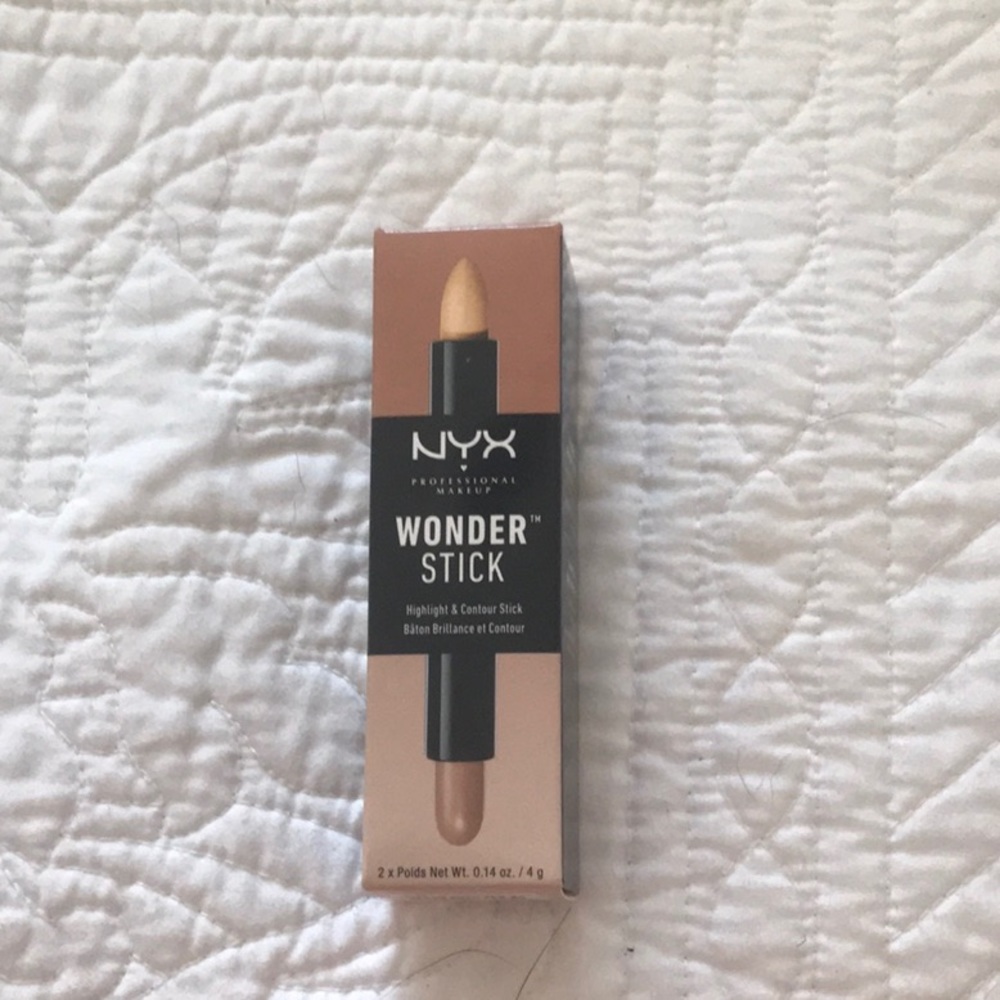 NYX
PROFESSIONAL
MAKEUP
WONDER™
STICK
Highlight & Contour Stick
Bâton Brillance et Contour
2 x Poids Net Wt. 0.14 oz. / 4 g